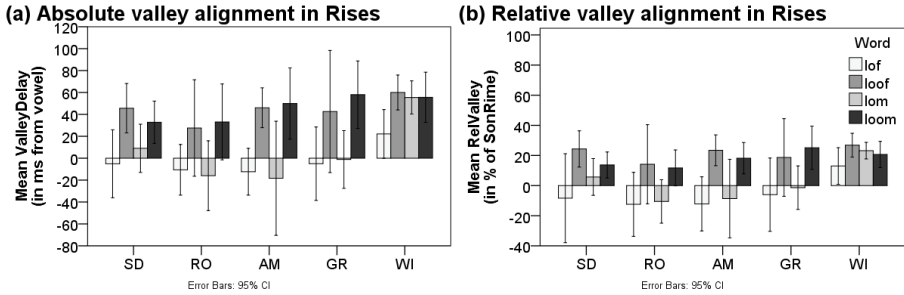 (a) Absolute valley alignment in Rises
Mean ValleyDelay
(in ms from vowel)
120
100
80
60
40
20
0
-20
-40
-60
-80
SD RO AM GR WI
Error Bars: 95% CI
(b) Relative valley alignment in Rises
Mean RelValley
(in % of SonRime)
100
80
60
40
20
0
-20
-40
SD RO AM GR WI
Error Bars: 95% CI
Word
lof
loof
lom
loom